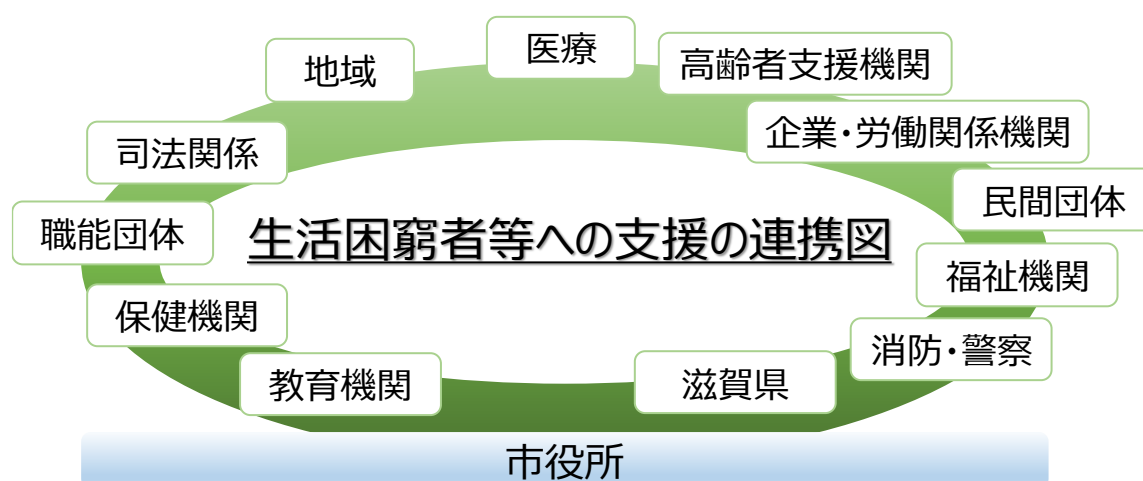 医療
地域
高齢者支援機関
企業・労働関係機関
司法関係
民間団体
職能団体
生活困窮者等への支援の連携図
福祉機関
保健機関
消防・警察
教育機関
滋賀県
市役所